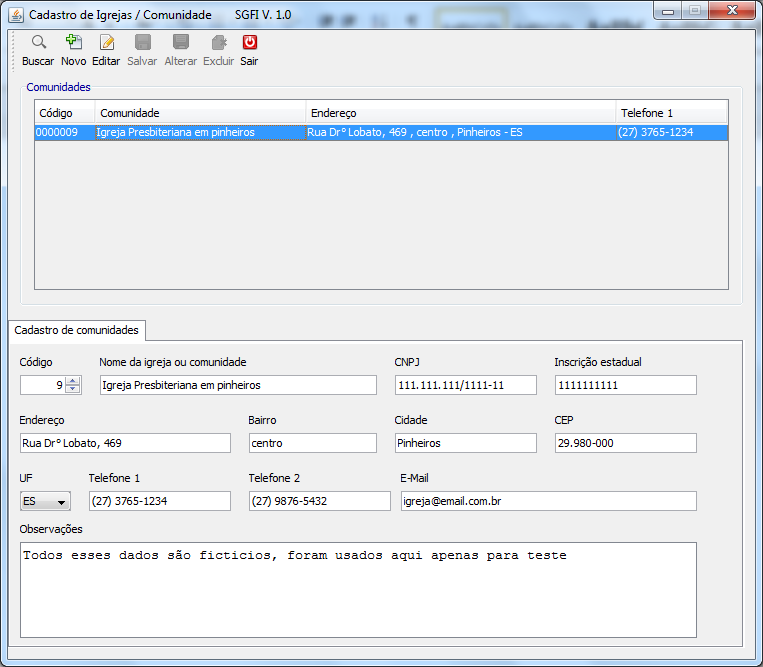 Cadastro de Igrejas / Comunidade SGFI V. 1.0
Buscar Novo Editar Salvar Alterar Excluir Sair
Comunidades
Código Comunidade Endereço Telefone 1
0000009 Igreja Presbiteriana em pinheiros Rua Drº Lobato, 469 , centro , Pinheiros - ES (27) 3765-1234
Cadastro de comunidades
Código Nome da igreja ou comunidade CNPJ Inscrição estadual
9 Igreja Presbiteriana em pinheiros 111.111.111/1111-11 1111111111
Endereço Bairro Cidade CEP
Rua Drº Lobato, 469 centro Pinheiros 29.980-000
UF Telefone 1 Telefone 2 E-Mail
ES (27) 3765-1234 (27) 9876-5432 igreja@email.com.br
Observações
Todos esses dados são ficticios, foram usados aqui apenas para teste